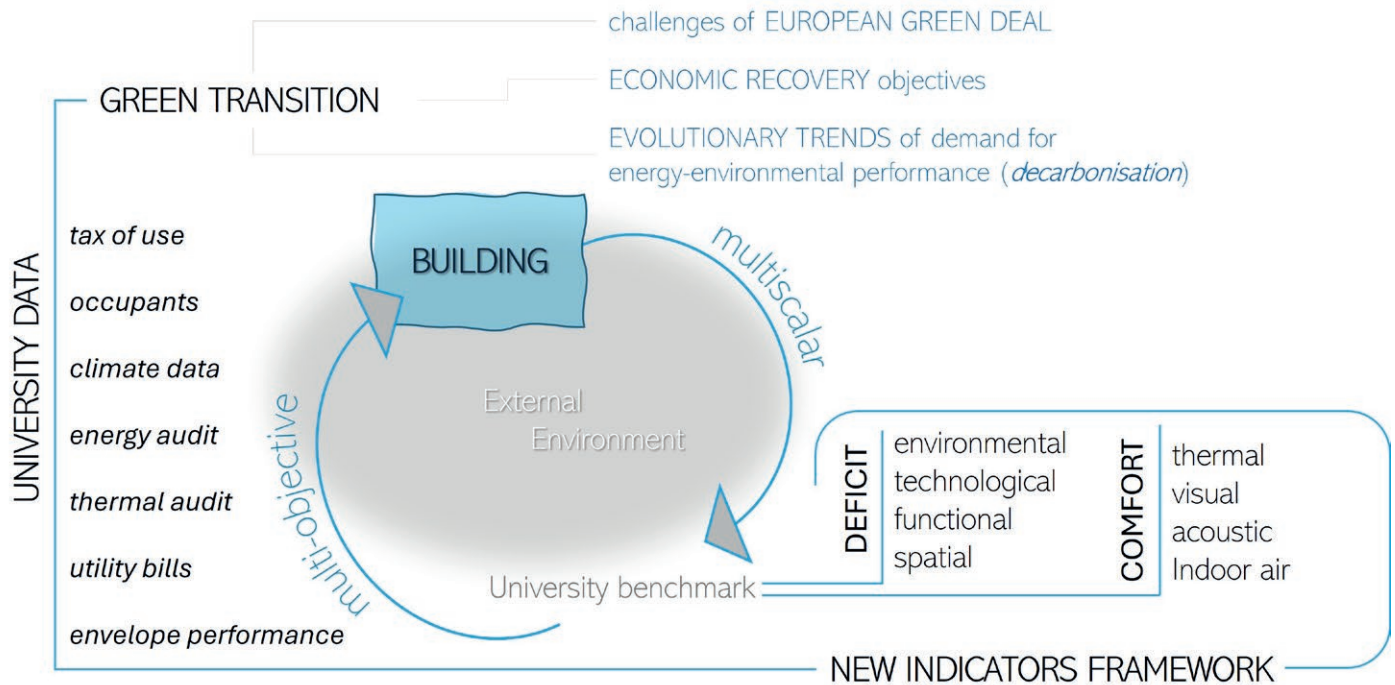 challenges of EUROPEAN GREEN DEAL
ECONOMIC RECOVERY objectives
GREEN TRANSITION
EVOLUTIONARY TRENDS of demand for
energy-environmental performance (decarbonisation)
UNIVERSITY DATA
tax of use
occupants
climate data
energy audit
thermal audit
utility bills
envelope performance
BUILDING
multiscalar
External
Environment
multi-objective
University benchmark
DEFICIT
environmental
technological
functional
spatial
COMFORT
thermal
visual
acoustic
Indoor air
NEW INDICATORS FRAMEWORK